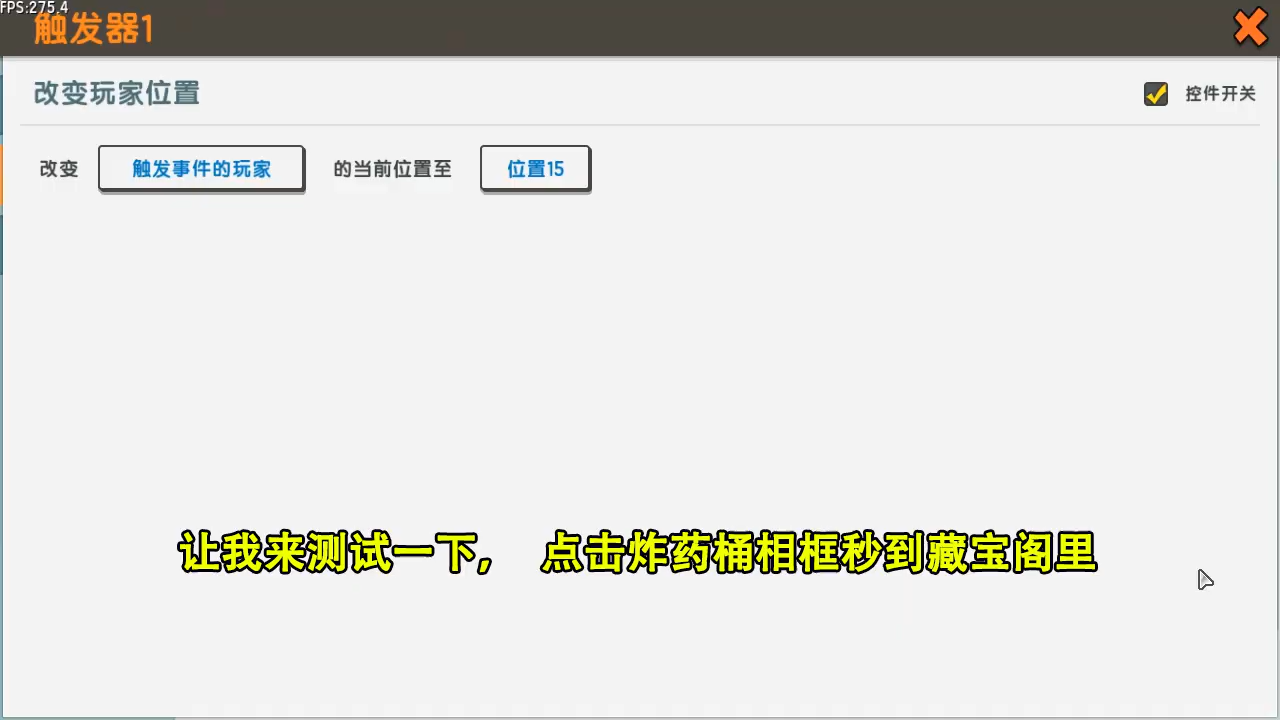 FPS:275.4
触发器1
改变玩家位置
控件开关
改变 触发事件的玩家 的当前位置至 位置15
让我来测试一下, 点击炸药桶相框秒到藏宝阁里